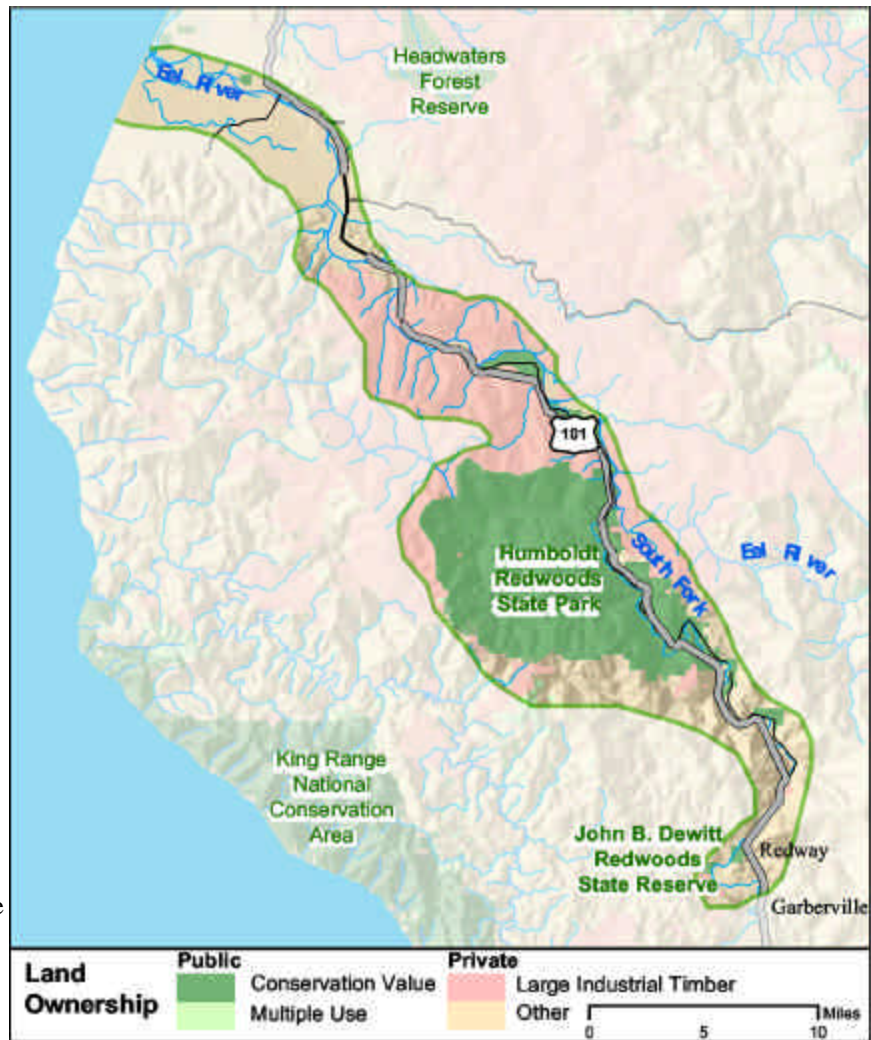 Eel River
Headwaters
Forest
Reserve
101
Humboldt
Redwoods
State Park
South Fork
Eel River
King Range
National
Conservation
Area
John B. Dewitt
Redwoods
State Reserve
Redway
Garberville
e
Land
Ownership
Public
Conservation Value
Multiple Use
Private
Large Industrial Timber
Other
Miles
0 5 10